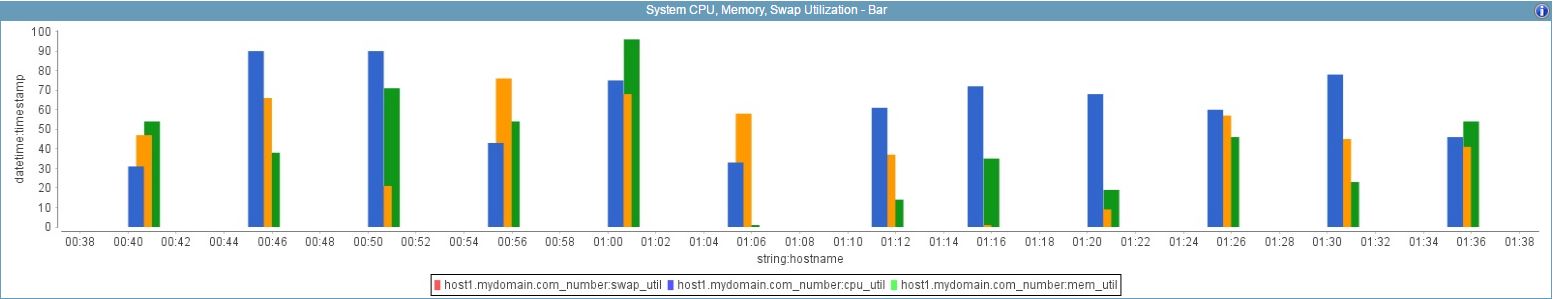 System CPU, Memory, Swap Utilization - Bar
i
100
90
80
70
60
50
40
30
20
10
0
datetime:timestamp
00:38 00:40 00:42 00:44 00:46 00:48 00:50 00:52 00:54 00:56 00:58 01:00 01:02 01:04 01:06 01:08 01:10 01:12 01:14 01:16 01:18 01:20 01:22 01:24 01:26 01:28 01:30 01:32 01:34 01:36 01:38
string:hostname
host1.mydomain.com_number:swap_util host1.mydomain.com_number:cpu_util host1.mydomain.com_number:mem_util